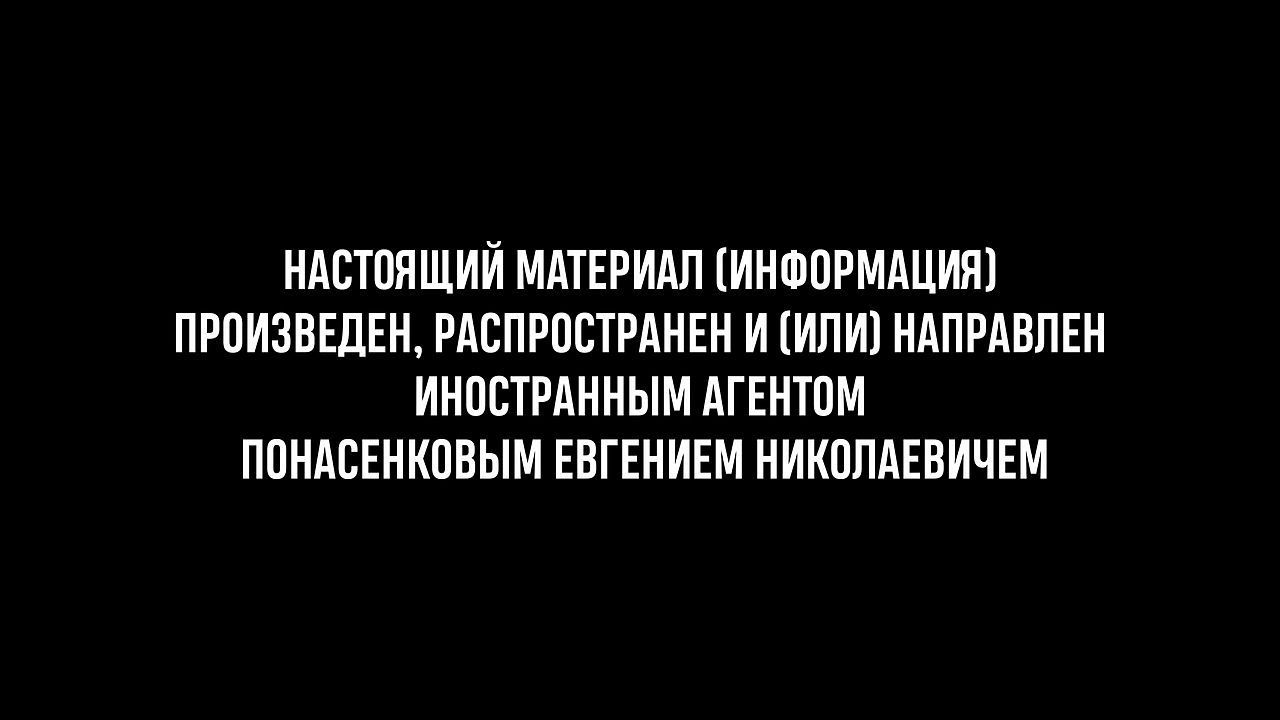 НАСТОЯЩИЙ МАТЕРИАЛ (ИНФОРМАЦИЯ)
ПРОИЗВЕДЕН, РАСПРОСТРАНЕН И (ИЛИ) НАПРАВЛЕН
ИНОСТРАННЫМ АГЕНТОМ
ПОНАСЕНКОВЫМ ЕВГЕНИЕМ НИКОЛАЕВИЧЕМ